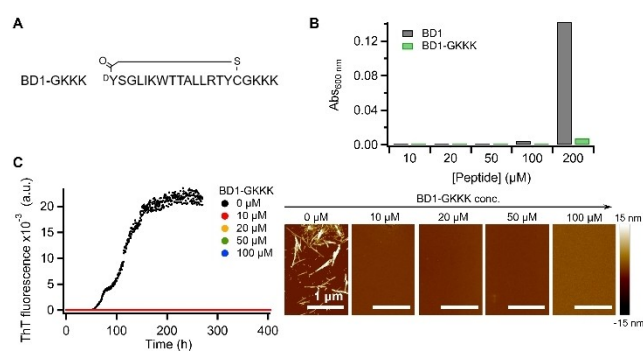 A
O
S
BD1-GKKK
DYSGLIKWTTALLRTYCGKKK
B
BD1
BD1-GKKK
Abs600 nm
0.12
0.08
0.04
0.00
10
20
50
100
200
[Peptide] (µM)
C
ThT fluorescence x10-3 (a.u.)
20
15
10
5
0
0
100
200
300
400
Time (h)
BD1-GKKK
0 µM
10 µM
20 µM
50 µM
100 µM
BD1-GKKK conc.
0 µM
10 µM
20 µM
50 µM
100 µM
1 µm
15 nm
-15 nm